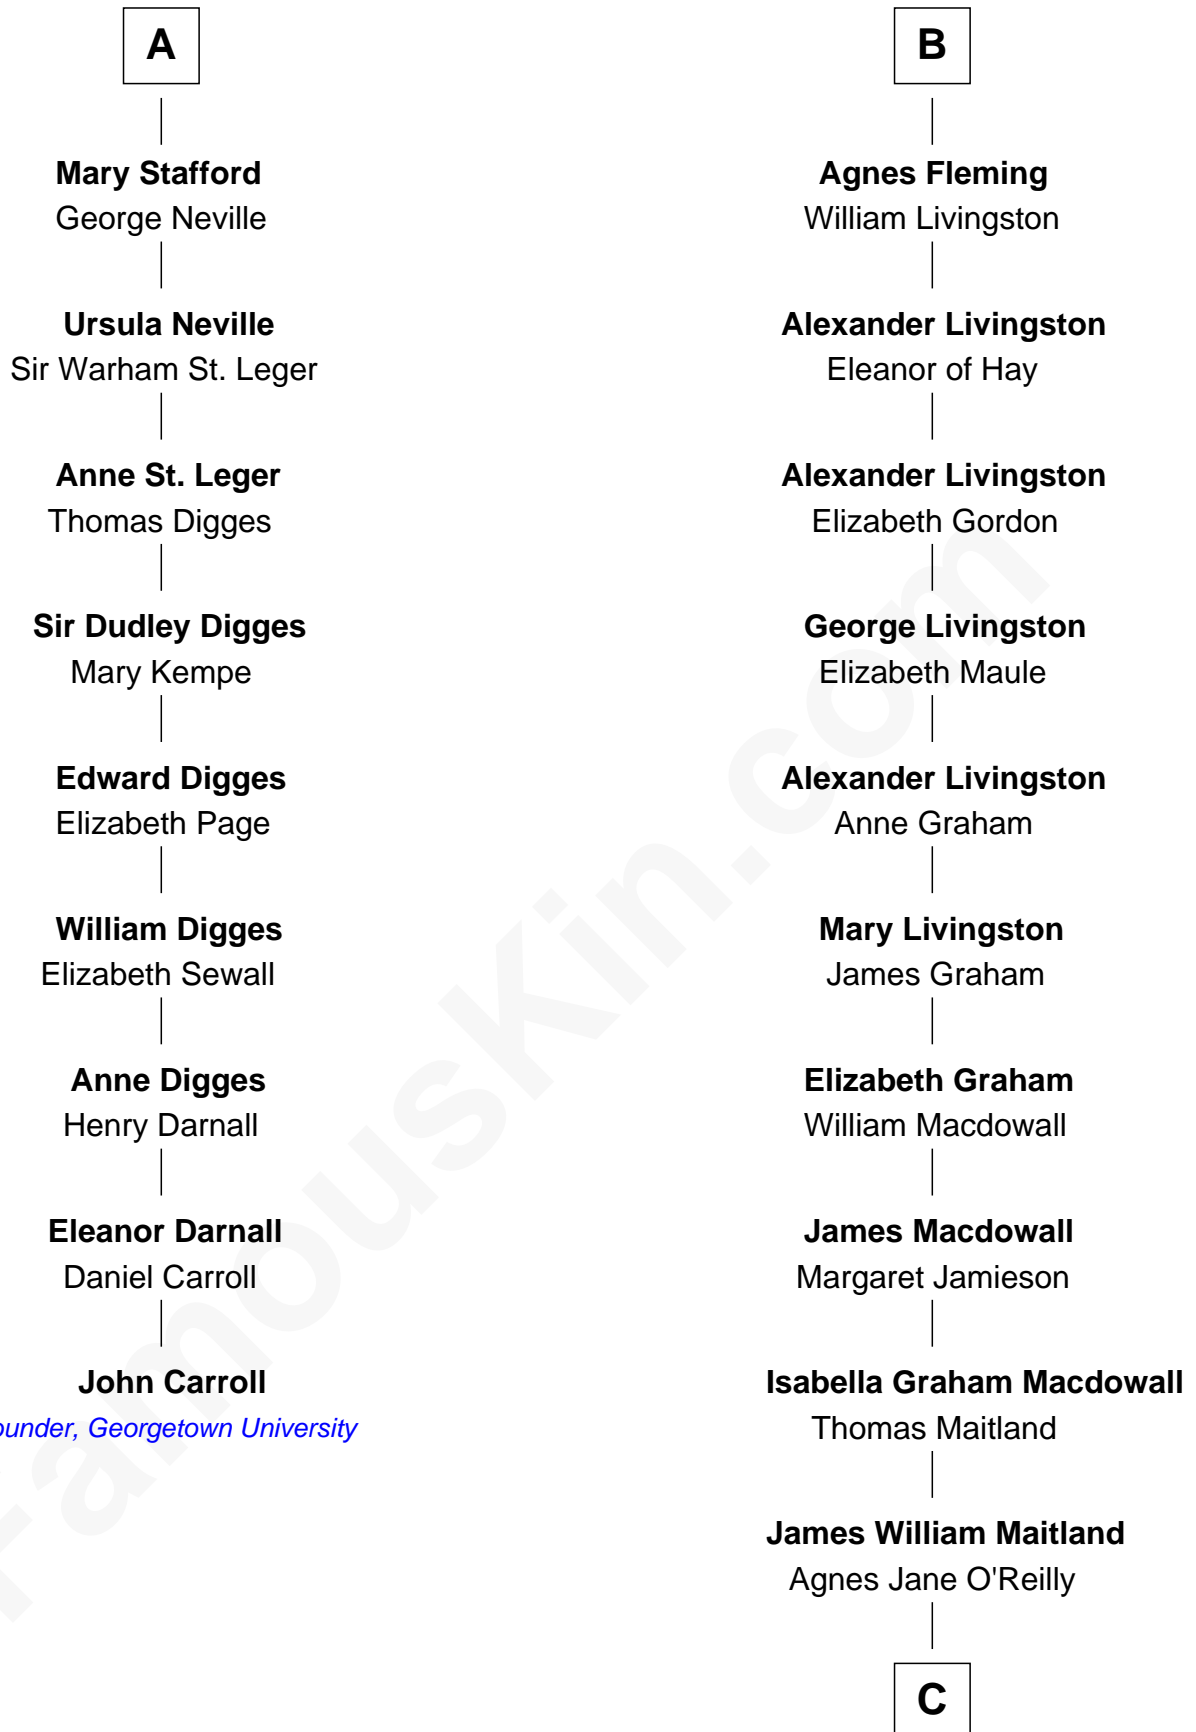 A
Mary Stafford
George Neville
Ursula Neville
Sir Warham St. Leger
Anne St. Leger
Thomas Digges
Sir Dudley Digges
Mary Kempe
Edward Digges
Elizabeth Page
William Digges
Elizabeth Sewall
Anne Digges
Henry Darnall
Eleanor Darnall
Daniel Carroll
John Carroll
ounder, Georgetown University
B
Agnes Fleming
William Livingston
Alexander Livingston
Eleanor of Hay
Alexander Livingston
Elizabeth Gordon
George Livingston
Elizabeth Maule
Alexander Livingston
Anne Graham
Mary Livingston
James Graham
Elizabeth Graham
William Macdowall
James Macdowall
Margaret Jamieson
Isabella Graham Macdowall
Thomas Maitland
James William Maitland
Agnes Jane O'Reilly
C
FamousKin.com